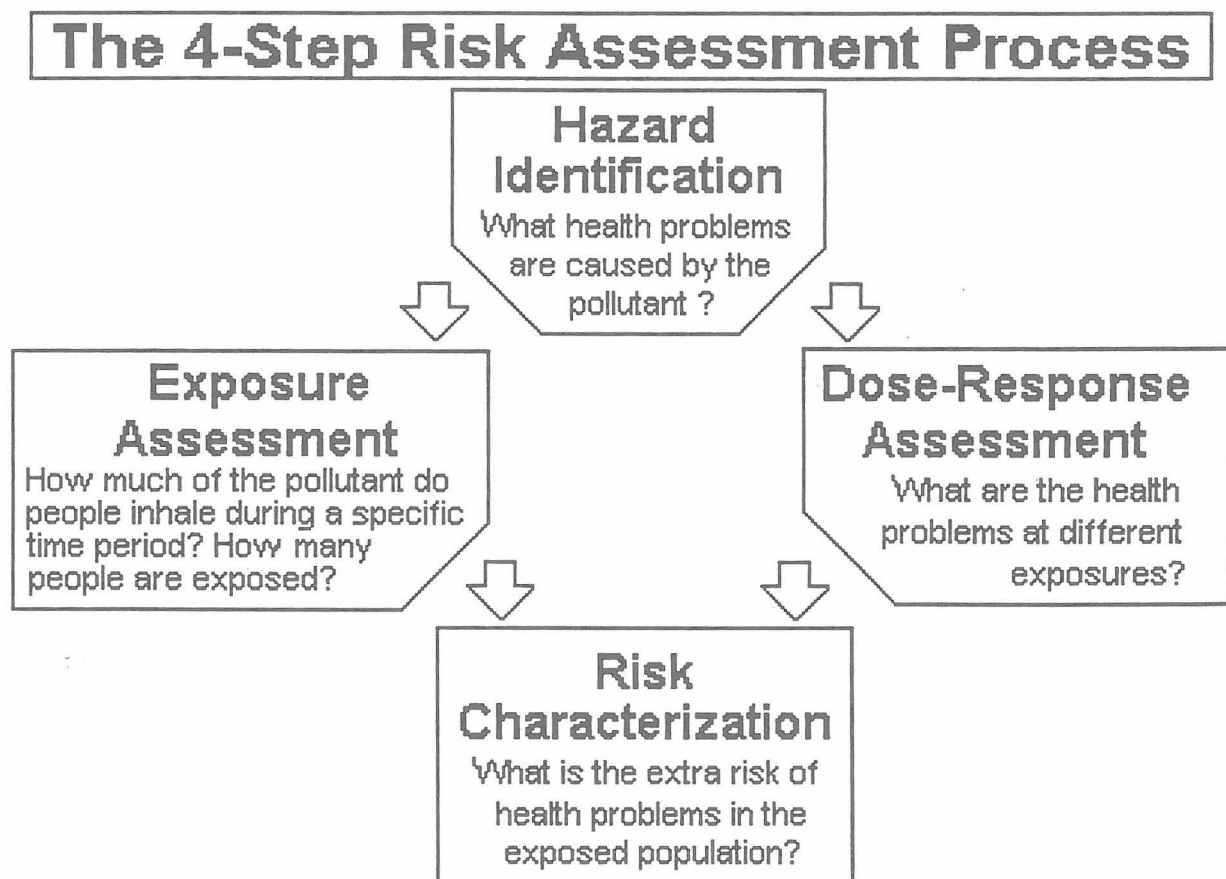 The 4-Step Risk Assessment Process
Hazard
Identification
What health problems
are caused by the
pollutant ?
Exposure
Assessment
How much of the pollutant do
people inhale during a specific
time period? How many
people are exposed?
Dose-Response
Assessment
What are the health
problems at different
exposures?
Risk
Characterization
What is the extra risk of
health problems in the
exposed population?